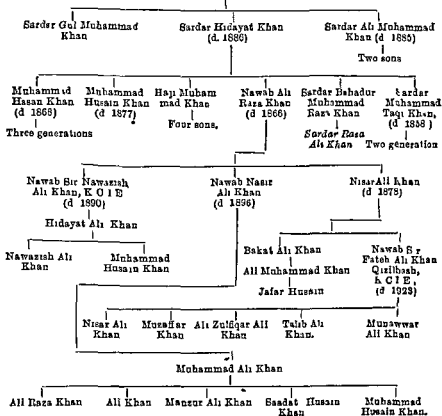 Sardar Gul Muhammad Khan
Sardar Hidayat Khan (d. 1886)
Sardar Ali Muhammad Khan (d 1885)
Two sons
Muhammad Hasan Khan (d 1868)
Muhammad Husain Khan (d 1877)
Haji Muhammad Khan
Nawab Ali Raza Khan (d 1866)
Sardar Bahadur Muhammad Raza Khan
Sardar Muhammad Taqi Khan, (d 1858)
Three generations
Four sons.
Sardar Raza Ali Khan
Two generation
Nawab Sir Nawazish Ali Khan, K C I E (d 1890)
Nawab Nasir Ali Khan (d 1896)
Nisar Ali Khan (d 1878)
Hidayat Ali Khan
Nawazish Ali Khan
Muhammad Husain Khan
Bakat Ali Khan
Nawab Sir Fateh Ali Khan Qizilbash, K C I E, (d 1923)
Ali Muhammad Khan
Jafar Husain
Nisar Ali Khan
Muzaffar Khan
Ali Zulfiqar Ali Khan
Talib Ali Khan.
Munawwar Ali Khan
Muhammad Ali Khan
Ali Raza Khan
Ali Khan
Manzur Ali Khan
Saadat Husain Khan
Muhammad Husain Khan.